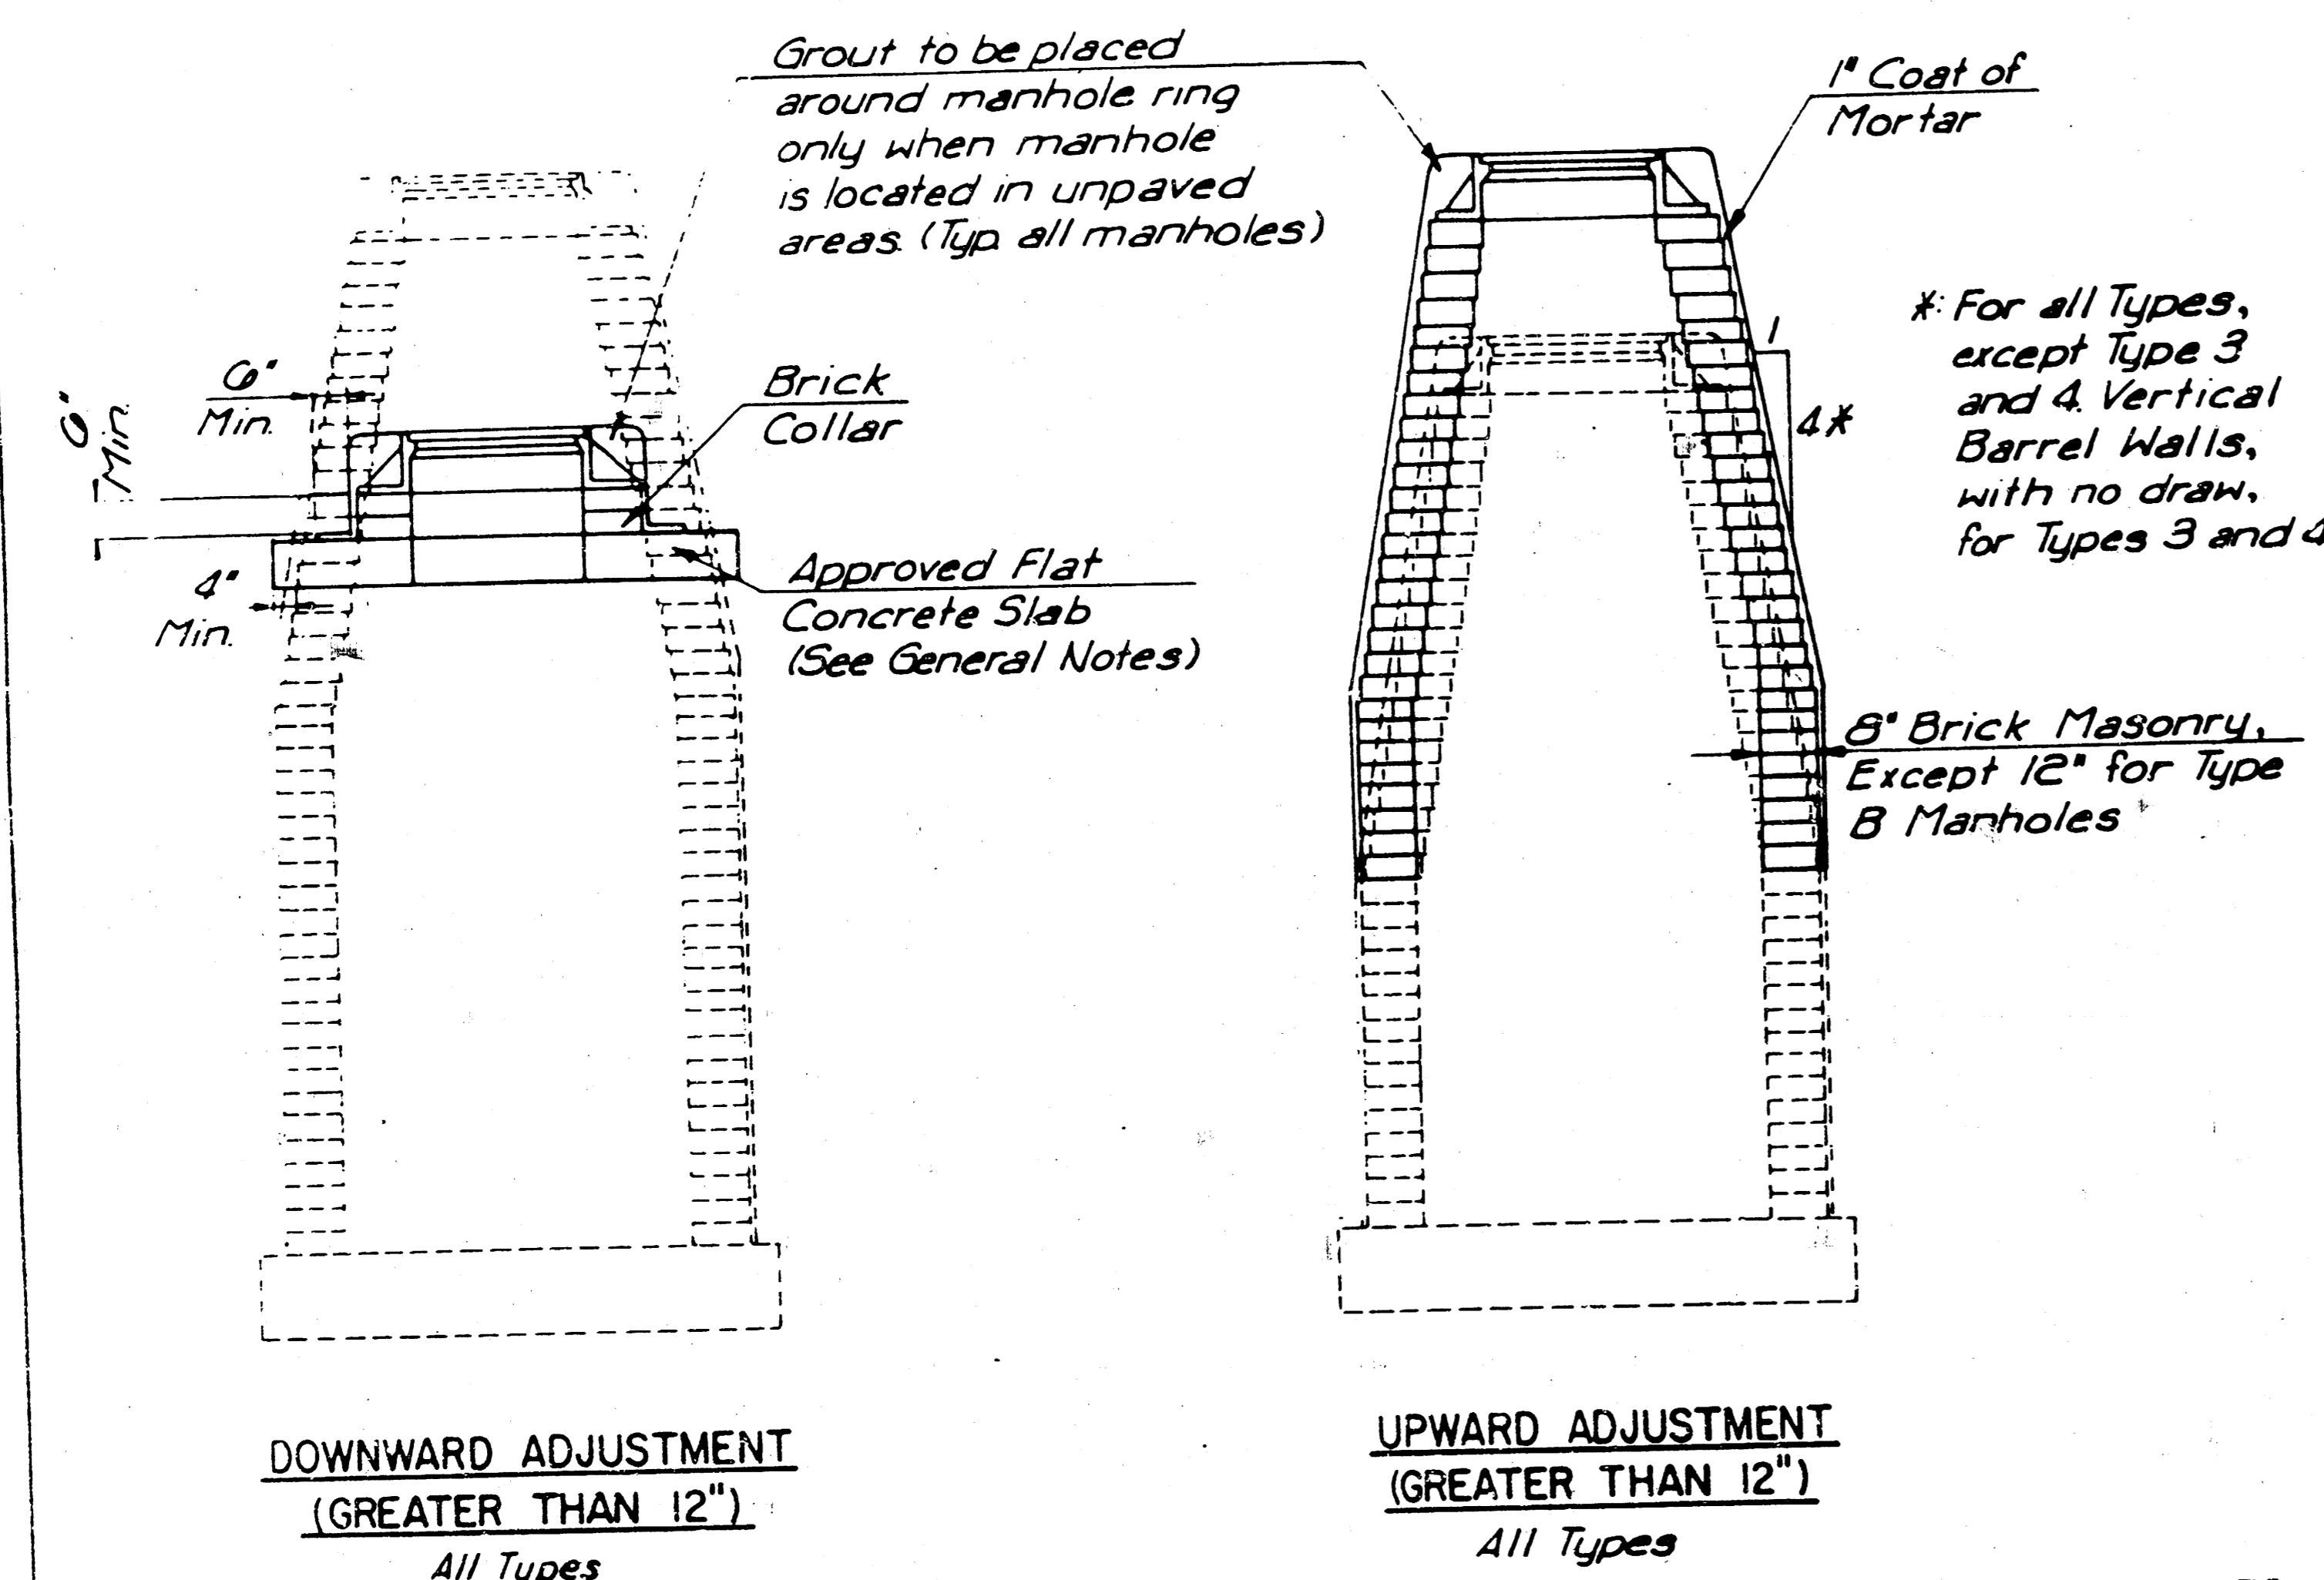 Grout to be placed
around manhole ring
only when manhole
is located in unpaved
areas. (Typ. all manholes)
1" Coat of
Mortar
*: For all Types,
except Type 3
and 4. Vertical
Barrel Walls,
with no draw,
for Types 3 and 4
1
4*
6"
Min.
6"
Min.
Brick
Collar
4"
Min.
Approved Flat
Concrete Slab
(See General Notes)
8" Brick Masonry,
Except 12" for Type
B Manholes
DOWNWARD ADJUSTMENT
(GREATER THAN 12")
All Types
UPWARD ADJUSTMENT
(GREATER THAN 12")
All Types